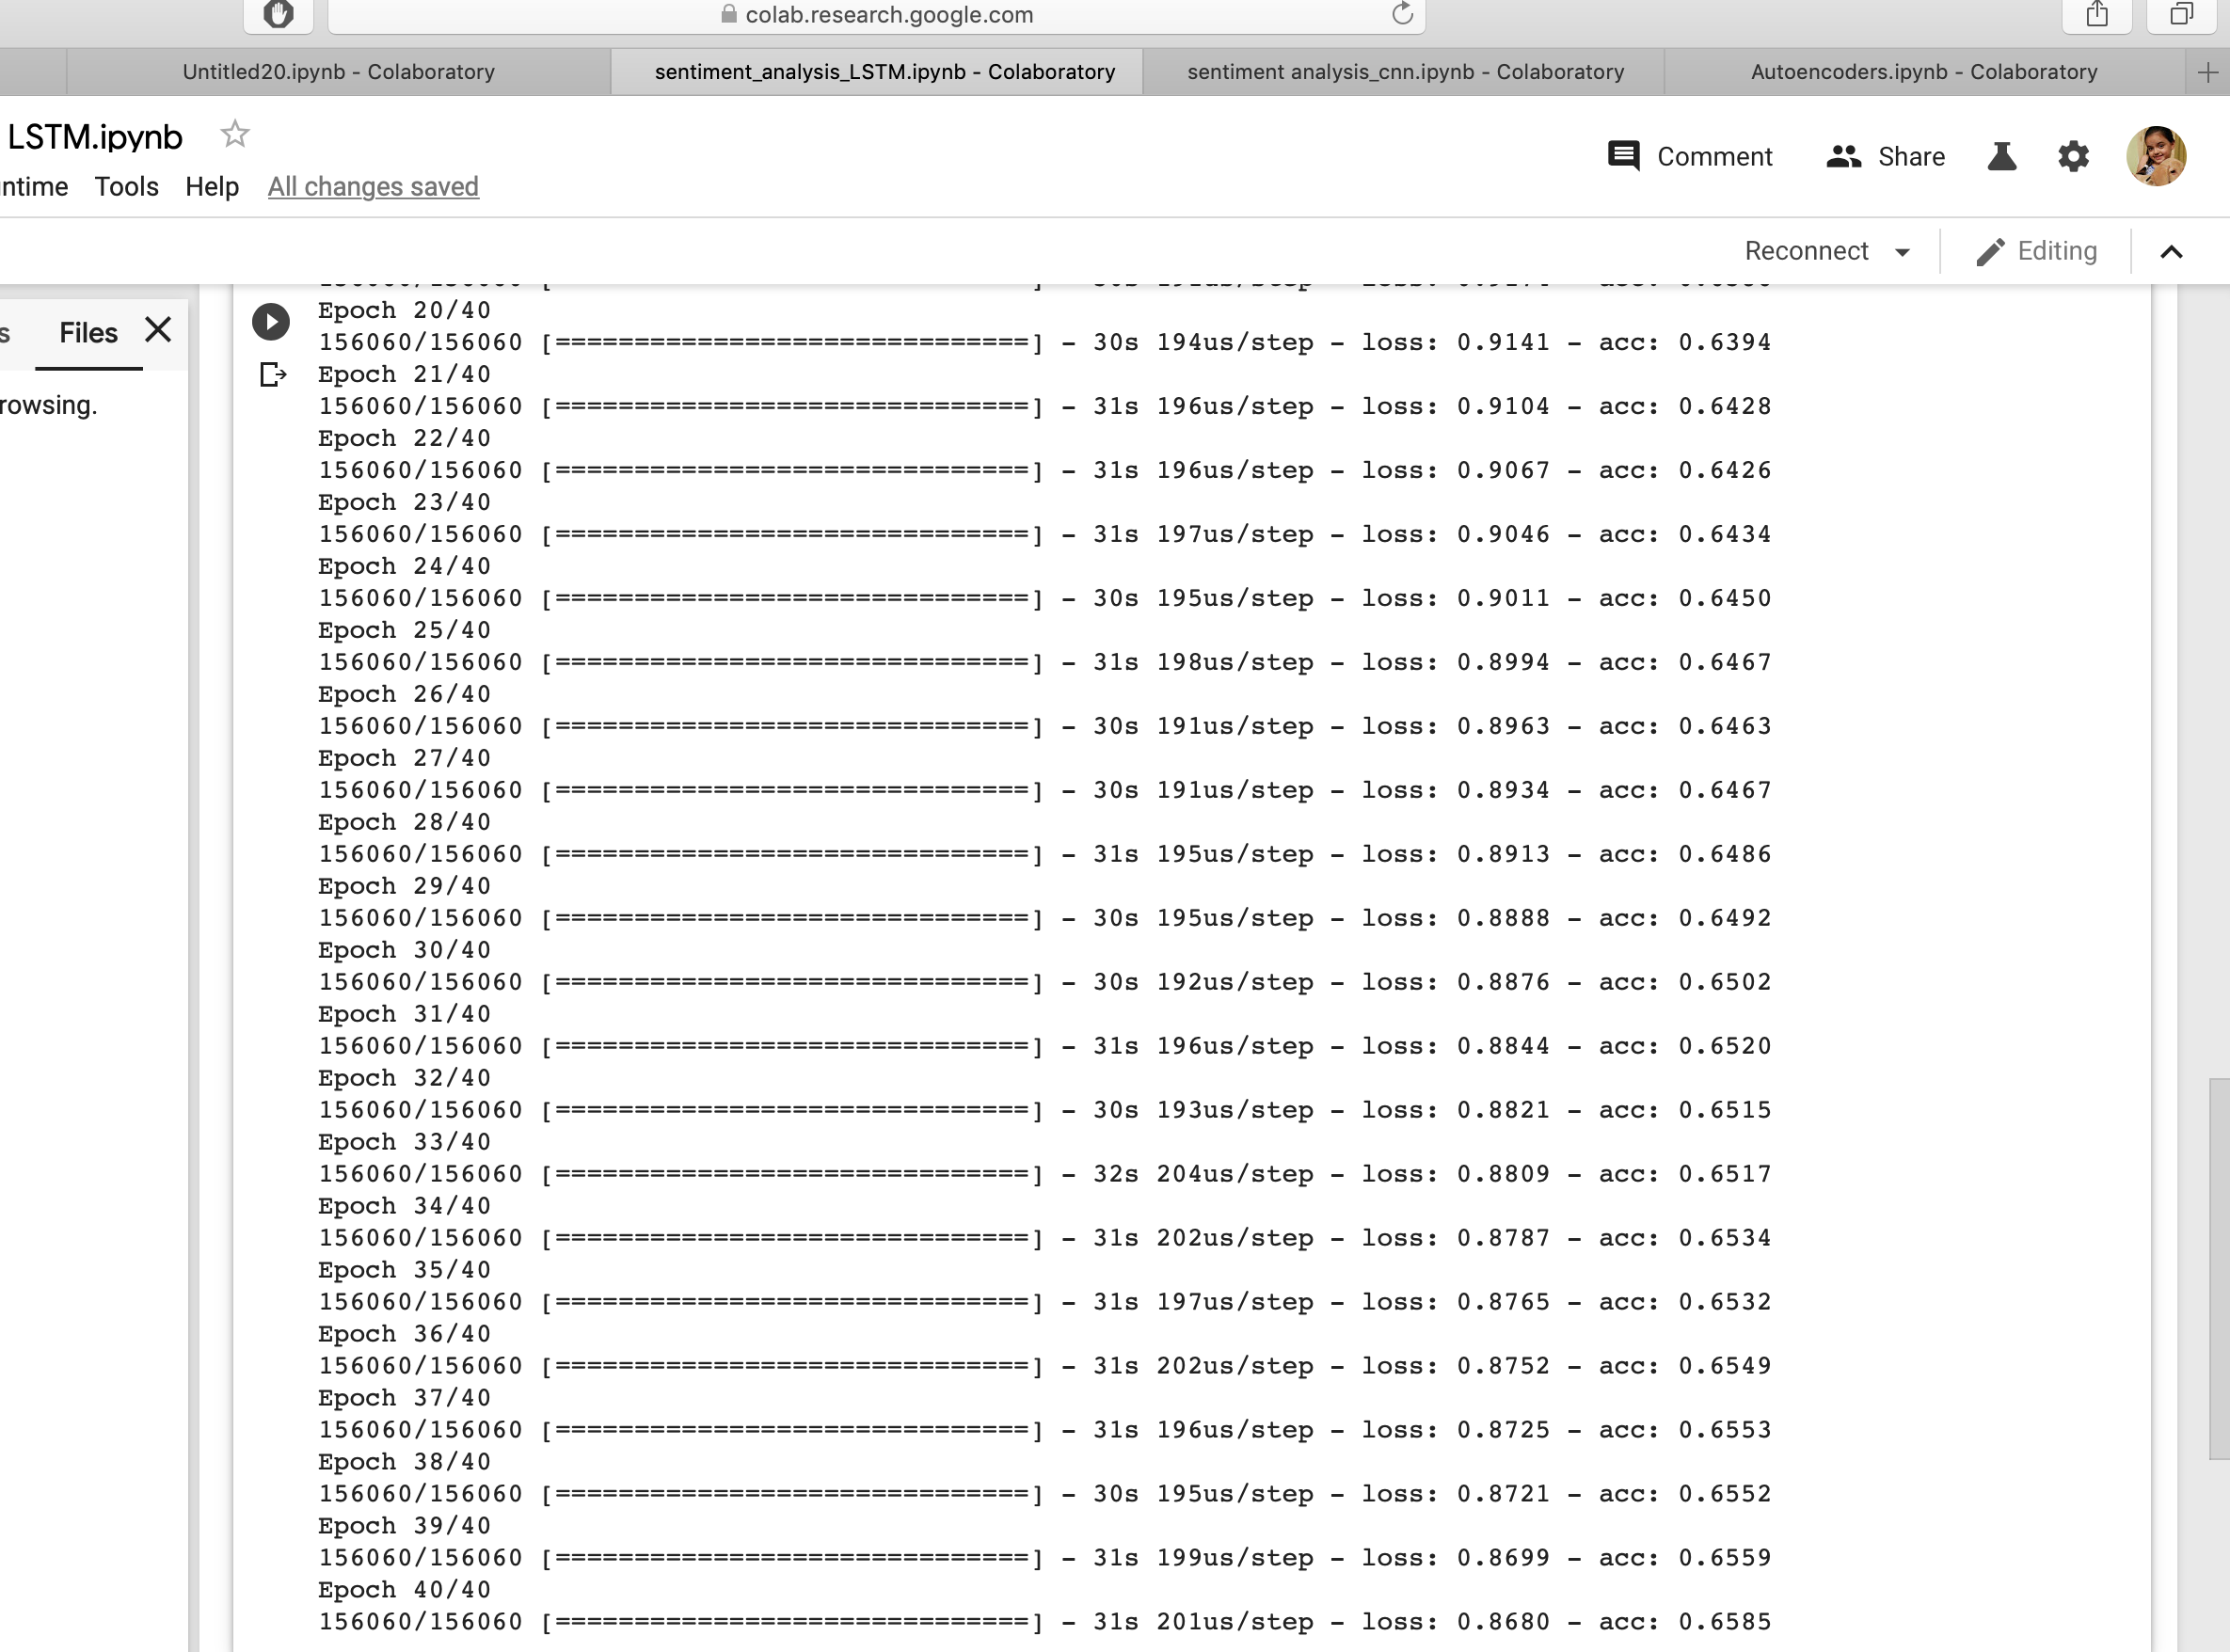 colab.research.google.com
Untitled20.ipynb - Colaboratory
sentiment_analysis_LSTM.ipynb - Colaboratory
sentiment analysis_cnn.ipynb - Colaboratory
Autoencoders.ipynb - Colaboratory
LSTM.ipynb
Comment
Share
ntime Tools Help All changes saved
Reconnect
Editing
s Files
rowsing.
Epoch 20/40
156060/156060 [==============================] - 30s 194us/step - loss: 0.9141 - acc: 0.6394
Epoch 21/40
156060/156060 [==============================] - 31s 196us/step - loss: 0.9104 - acc: 0.6428
Epoch 22/40
156060/156060 [==============================] - 31s 196us/step - loss: 0.9067 - acc: 0.6426
Epoch 23/40
156060/156060 [==============================] - 31s 197us/step - loss: 0.9046 - acc: 0.6434
Epoch 24/40
156060/156060 [==============================] - 30s 195us/step - loss: 0.9011 - acc: 0.6450
Epoch 25/40
156060/156060 [==============================] - 31s 198us/step - loss: 0.8994 - acc: 0.6467
Epoch 26/40
156060/156060 [==============================] - 30s 191us/step - loss: 0.8963 - acc: 0.6463
Epoch 27/40
156060/156060 [==============================] - 30s 191us/step - loss: 0.8934 - acc: 0.6467
Epoch 28/40
156060/156060 [==============================] - 31s 195us/step - loss: 0.8913 - acc: 0.6486
Epoch 29/40
156060/156060 [==============================] - 30s 195us/step - loss: 0.8888 - acc: 0.6492
Epoch 30/40
156060/156060 [==============================] - 30s 192us/step - loss: 0.8876 - acc: 0.6502
Epoch 31/40
156060/156060 [==============================] - 31s 196us/step - loss: 0.8844 - acc: 0.6520
Epoch 32/40
156060/156060 [==============================] - 30s 193us/step - loss: 0.8821 - acc: 0.6515
Epoch 33/40
156060/156060 [==============================] - 32s 204us/step - loss: 0.8809 - acc: 0.6517
Epoch 34/40
156060/156060 [==============================] - 31s 202us/step - loss: 0.8787 - acc: 0.6534
Epoch 35/40
156060/156060 [==============================] - 31s 197us/step - loss: 0.8765 - acc: 0.6532
Epoch 36/40
156060/156060 [==============================] - 31s 202us/step - loss: 0.8752 - acc: 0.6549
Epoch 37/40
156060/156060 [==============================] - 31s 196us/step - loss: 0.8725 - acc: 0.6553
Epoch 38/40
156060/156060 [==============================] - 30s 195us/step - loss: 0.8721 - acc: 0.6552
Epoch 39/40
156060/156060 [==============================] - 31s 199us/step - loss: 0.8699 - acc: 0.6559
Epoch 40/40
156060/156060 [==============================] - 31s 201us/step - loss: 0.8680 - acc: 0.6585